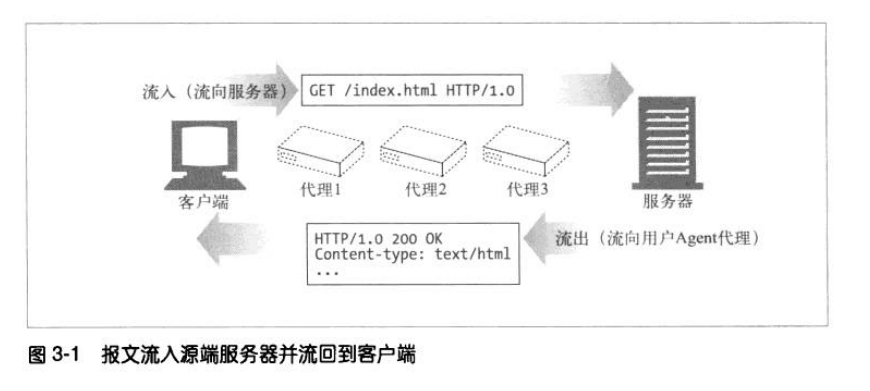 流入（流向服务器）
GET /index.html HTTP/1.0
代理1
代理2
代理3
客户端
服务器
HTTP/1.0 200 OK
Content-type: text/html
...
流出（流向用户Agent代理）
图 3-1 报文流入源端服务器并流回到客户端